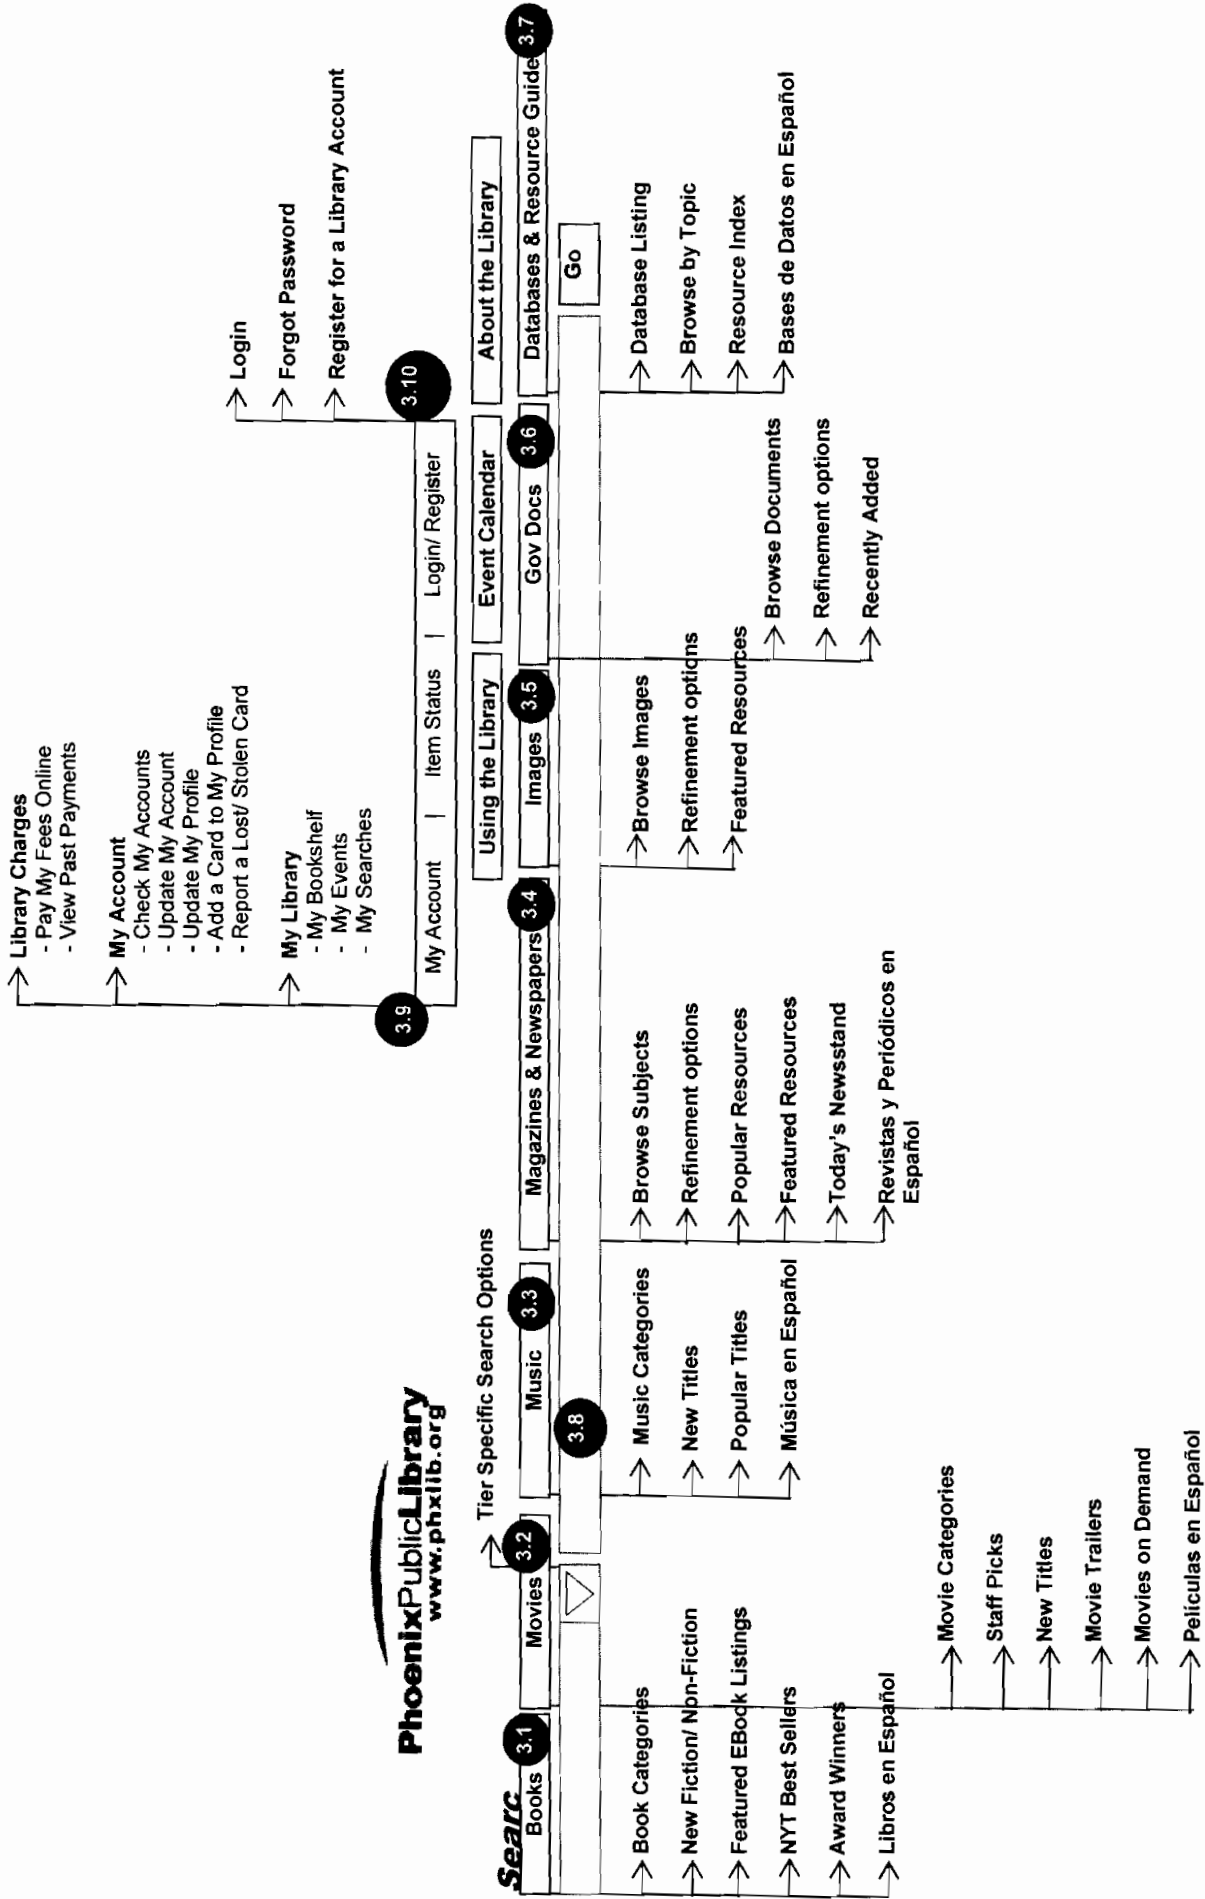 PhoenixPublicLibrary
www.phxlib.org
Library Charges
- Pay My Fees Online
- View Past Payments
My Account
- Check My Accounts
- Update My Account
- Update My Profile
- Add a Card to My Profile
- Report a Lost/ Stolen Card
My Library
- My Bookshelf
- My Events
- My Searches
3.9
My Account | Item Status | Login/ Register
3.10
Login
Forgot Password
Register for a Library Account
Tier Specific Search Options
Using the Library
Event Calendar
About the Library
Searc
Books
3.1
Movies
3.2
Music
3.3
Magazines & Newspapers
3.4
Images
3.5
Gov Docs
3.6
Databases & Resource Guide
3.7
3.8
Go
Book Categories
New Fiction/ Non-Fiction
Featured EBook Listings
NYT Best Sellers
Award Winners
Libros en Español
Movie Categories
Staff Picks
New Titles
Movie Trailers
Movies on Demand
Películas en Español
Music Categories
New Titles
Popular Titles
Música en Español
Browse Subjects
Refinement options
Popular Resources
Featured Resources
Today's Newsstand
Revistas y Periódicos en
Español
Browse Images
Refinement options
Featured Resources
Browse Documents
Refinement options
Recently Added
Database Listing
Browse by Topic
Resource Index
Bases de Datos en Español